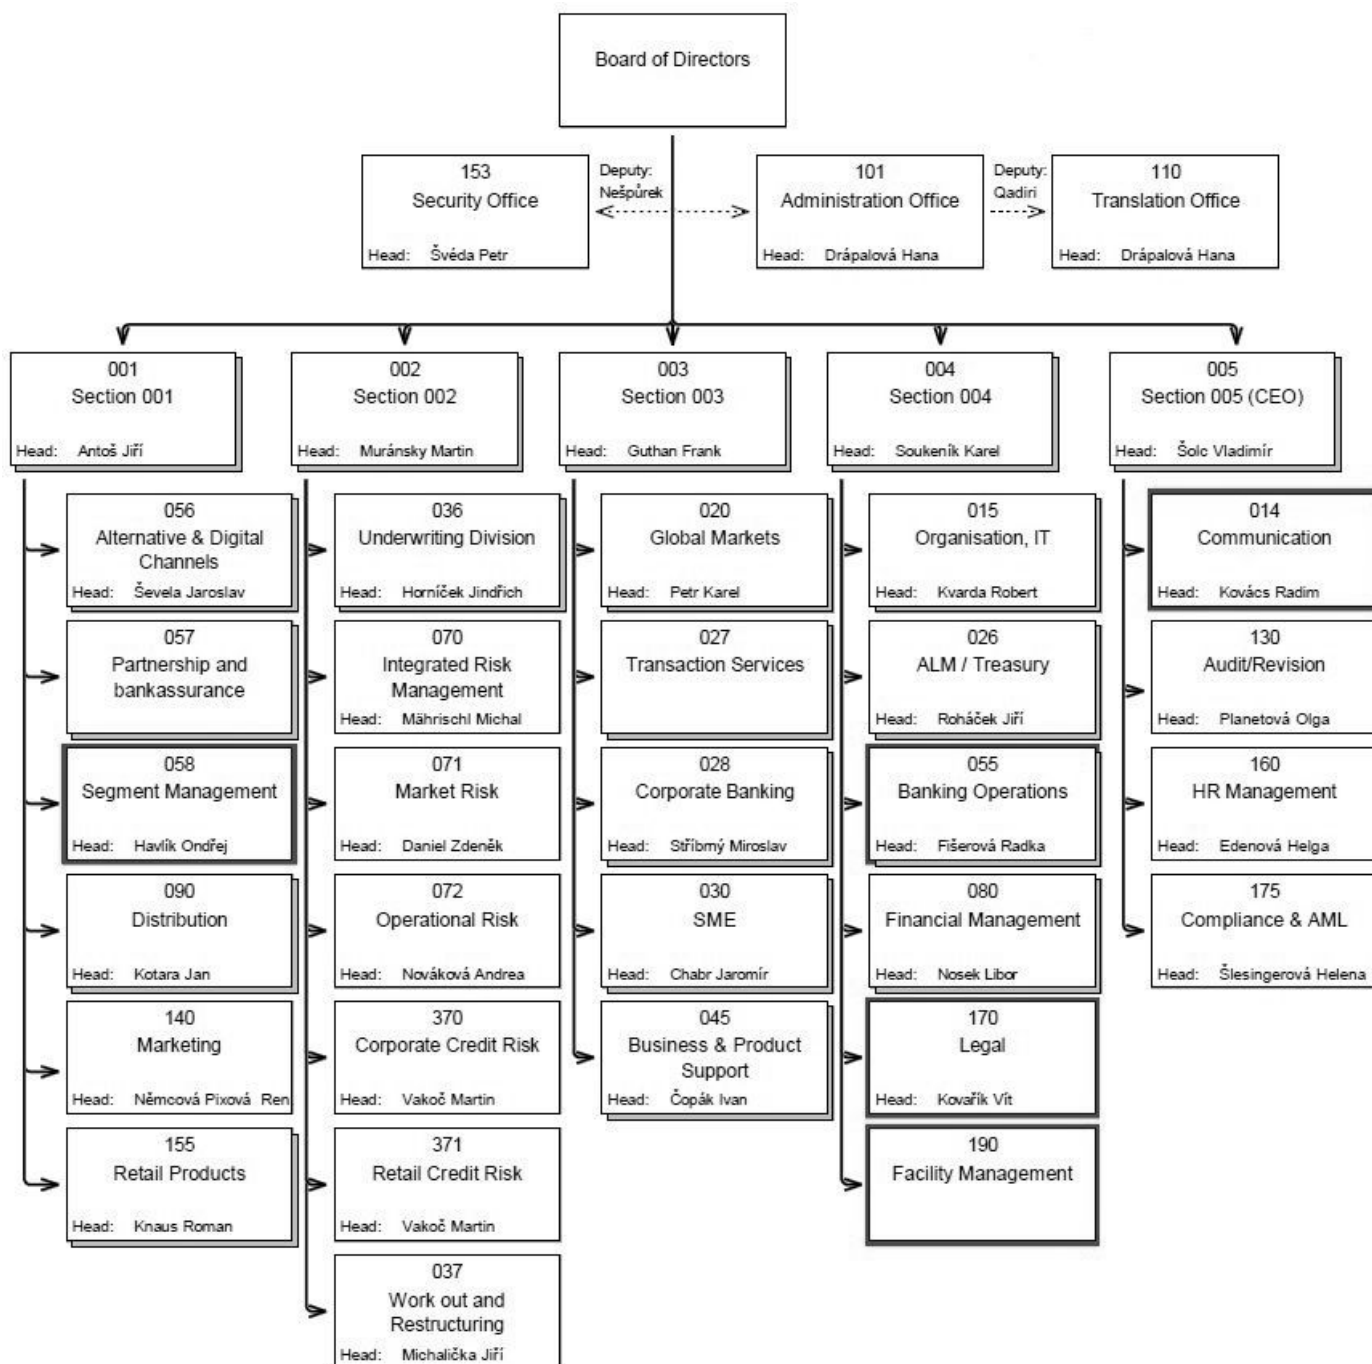 Board of Directors
153
Security Office
Head: Švéda Petr
Deputy:
Nešpůrek
101
Administration Office
Head: Drápalová Hana
Deputy:
Qadiri
110
Translation Office
Head: Drápalová Hana
001
Section 001
Head: Antoš Jiří
002
Section 002
Head: Muránsky Martin
003
Section 003
Head: Guthan Frank
004
Section 004
Head: Soukeník Karel
005
Section 005 (CEO)
Head: Šolc Vladimír
056
Alternative & Digital
Channels
Head: Ševela Jaroslav
057
Partnership and
bankassurance
058
Segment Management
Head: Havlík Ondřej
090
Distribution
Head: Kotara Jan
140
Marketing
Head: Němcová Pixová Ren
155
Retail Products
Head: Knaus Roman
036
Underwriting Division
Head: Horníček Jindřich
070
Integrated Risk
Management
Head: Mährischl Michal
071
Market Risk
Head: Daniel Zdeněk
072
Operational Risk
Head: Nováková Andrea
370
Corporate Credit Risk
Head: Vakoč Martin
371
Retail Credit Risk
Head: Vakoč Martin
037
Work out and
Restructuring
Head: Michalička Jiří
020
Global Markets
Head: Petr Karel
027
Transaction Services
028
Corporate Banking
Head: Stříbrný Miroslav
030
SME
Head: Chabr Jaromír
045
Business & Product
Support
Head: Čopák Ivan
015
Organisation, IT
Head: Kvarda Robert
026
ALM / Treasury
Head: Roháček Jiří
055
Banking Operations
Head: Fišerová Radka
080
Financial Management
Head: Nosek Libor
170
Legal
Head: Kovařík Vít
190
Facility Management
014
Communication
Head: Kovács Radim
130
Audit/Revision
Head: Planetová Olga
160
HR Management
Head: Edenová Helga
175
Compliance & AML
Head: Šlesingerová Helena